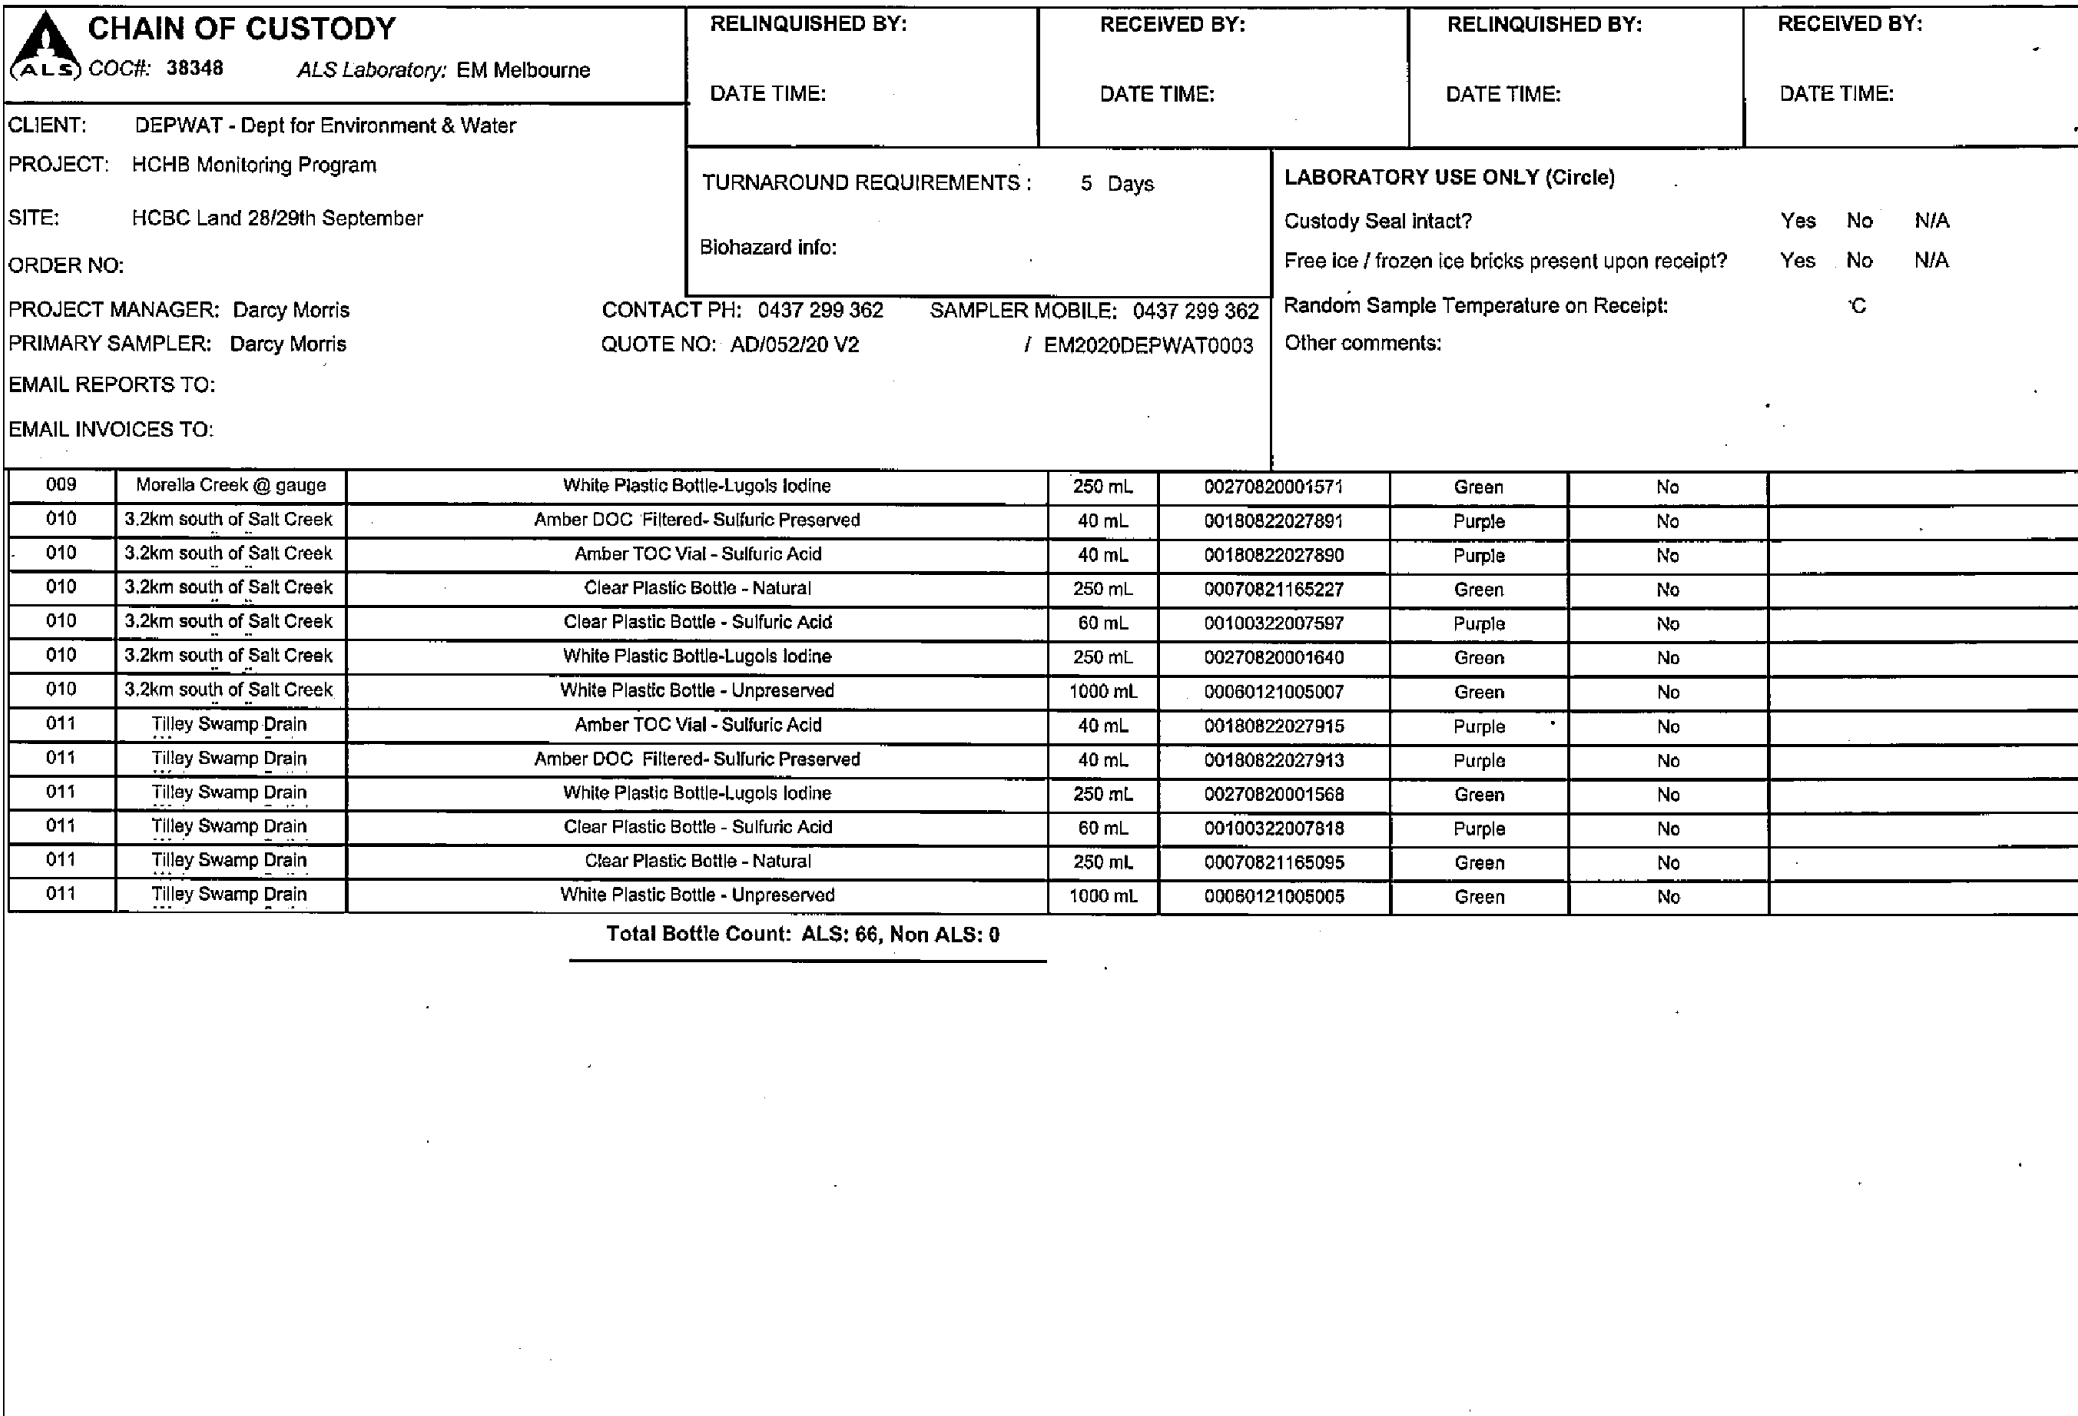 CHAIN OF CUSTODY
ALS
COC#: 38348 ALS Laboratory: EM Melbourne
RELINQUISHED BY: RECEIVED BY: RELINQUISHED BY: RECEIVED BY:
DATE TIME: DATE TIME: DATE TIME: DATE TIME:
CLIENT: DEPWAT - Dept for Environment & Water
PROJECT: HCHB Monitoring Program
SITE: HCBC Land 28/29th September
ORDER NO:
TURNAROUND REQUIREMENTS : 5 Days
Biohazard info:
LABORATORY USE ONLY (Circle)
Custody Seal intact? Yes No N/A
Free ice / frozen ice bricks present upon receipt? Yes No N/A
Random Sample Temperature on Receipt: °C
Other comments:
PROJECT MANAGER: Darcy Morris CONTACT PH: 0437 299 362 SAMPLER MOBILE: 0437 299 362
PRIMARY SAMPLER: Darcy Morris QUOTE NO: AD/052/20 V2 / EM2020DEPWAT0003
EMAIL REPORTS TO:
EMAIL INVOICES TO:
009 Morella Creek @ gauge White Plastic Bottle-Lugols Iodine 250 mL 00270820001571 Green No
010 3.2km south of Salt Creek Amber DOC Filtered- Sulfuric Preserved 40 mL 00180822027891 Purple No
010 3.2km south of Salt Creek Amber TOC Vial - Sulfuric Acid 40 mL 00180822027890 Purple No
010 3.2km south of Salt Creek Clear Plastic Bottle - Natural 250 mL 00070821165227 Green No
010 3.2km south of Salt Creek Clear Plastic Bottle - Sulfuric Acid 60 mL 00100322007597 Purple No
010 3.2km south of Salt Creek White Plastic Bottle-Lugols Iodine 250 mL 00270820001640 Green No
010 3.2km south of Salt Creek White Plastic Bottle - Unpreserved 1000 mL 00060121005007 Green No
011 Tilley Swamp Drain Amber TOC Vial - Sulfuric Acid 40 mL 00180822027915 Purple No
011 Tilley Swamp Drain Amber DOC Filtered- Sulfuric Preserved 40 mL 00180822027913 Purple No
011 Tilley Swamp Drain White Plastic Bottle-Lugols Iodine 250 mL 00270820001568 Green No
011 Tilley Swamp Drain Clear Plastic Bottle - Sulfuric Acid 60 mL 00100322007818 Purple No
011 Tilley Swamp Drain Clear Plastic Bottle - Natural 250 mL 00070821165095 Green No
011 Tilley Swamp Drain White Plastic Bottle - Unpreserved 1000 mL 00060121005005 Green No
Total Bottle Count: ALS: 66, Non ALS: 0